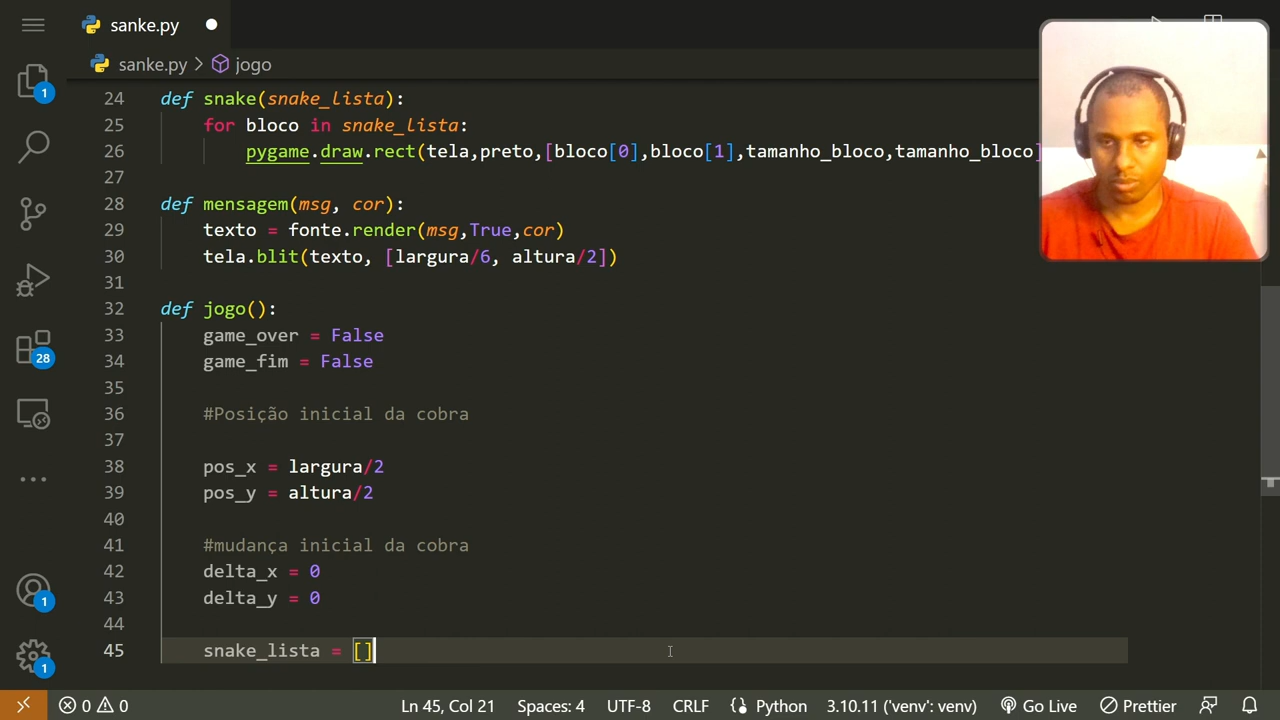 sanke.py
sanke.py > jogo
24 def snake(snake_lista):
25 for bloco in snake_lista:
26 pygame.draw.rect(tela,preto,[bloco[0],bloco[1],tamanho_bloco,tamanho_bloco]
27
28 def mensagem(msg, cor):
29 texto = fonte.render(msg,True,cor)
30 tela.blit(texto, [largura/6, altura/2])
31
32 def jogo():
33 game_over = False
34 game_fim = False
35
36 #Posição inicial da cobra
37
38 pos_x = largura/2
39 pos_y = altura/2
40
41 #mudança inicial da cobra
42 delta_x = 0
43 delta_y = 0
44
45 snake_lista = []
1
28
1
1
0 0 Ln 45, Col 21 Spaces: 4 UTF-8 CRLF Python 3.10.11 ('venv': venv) Go Live Prettier